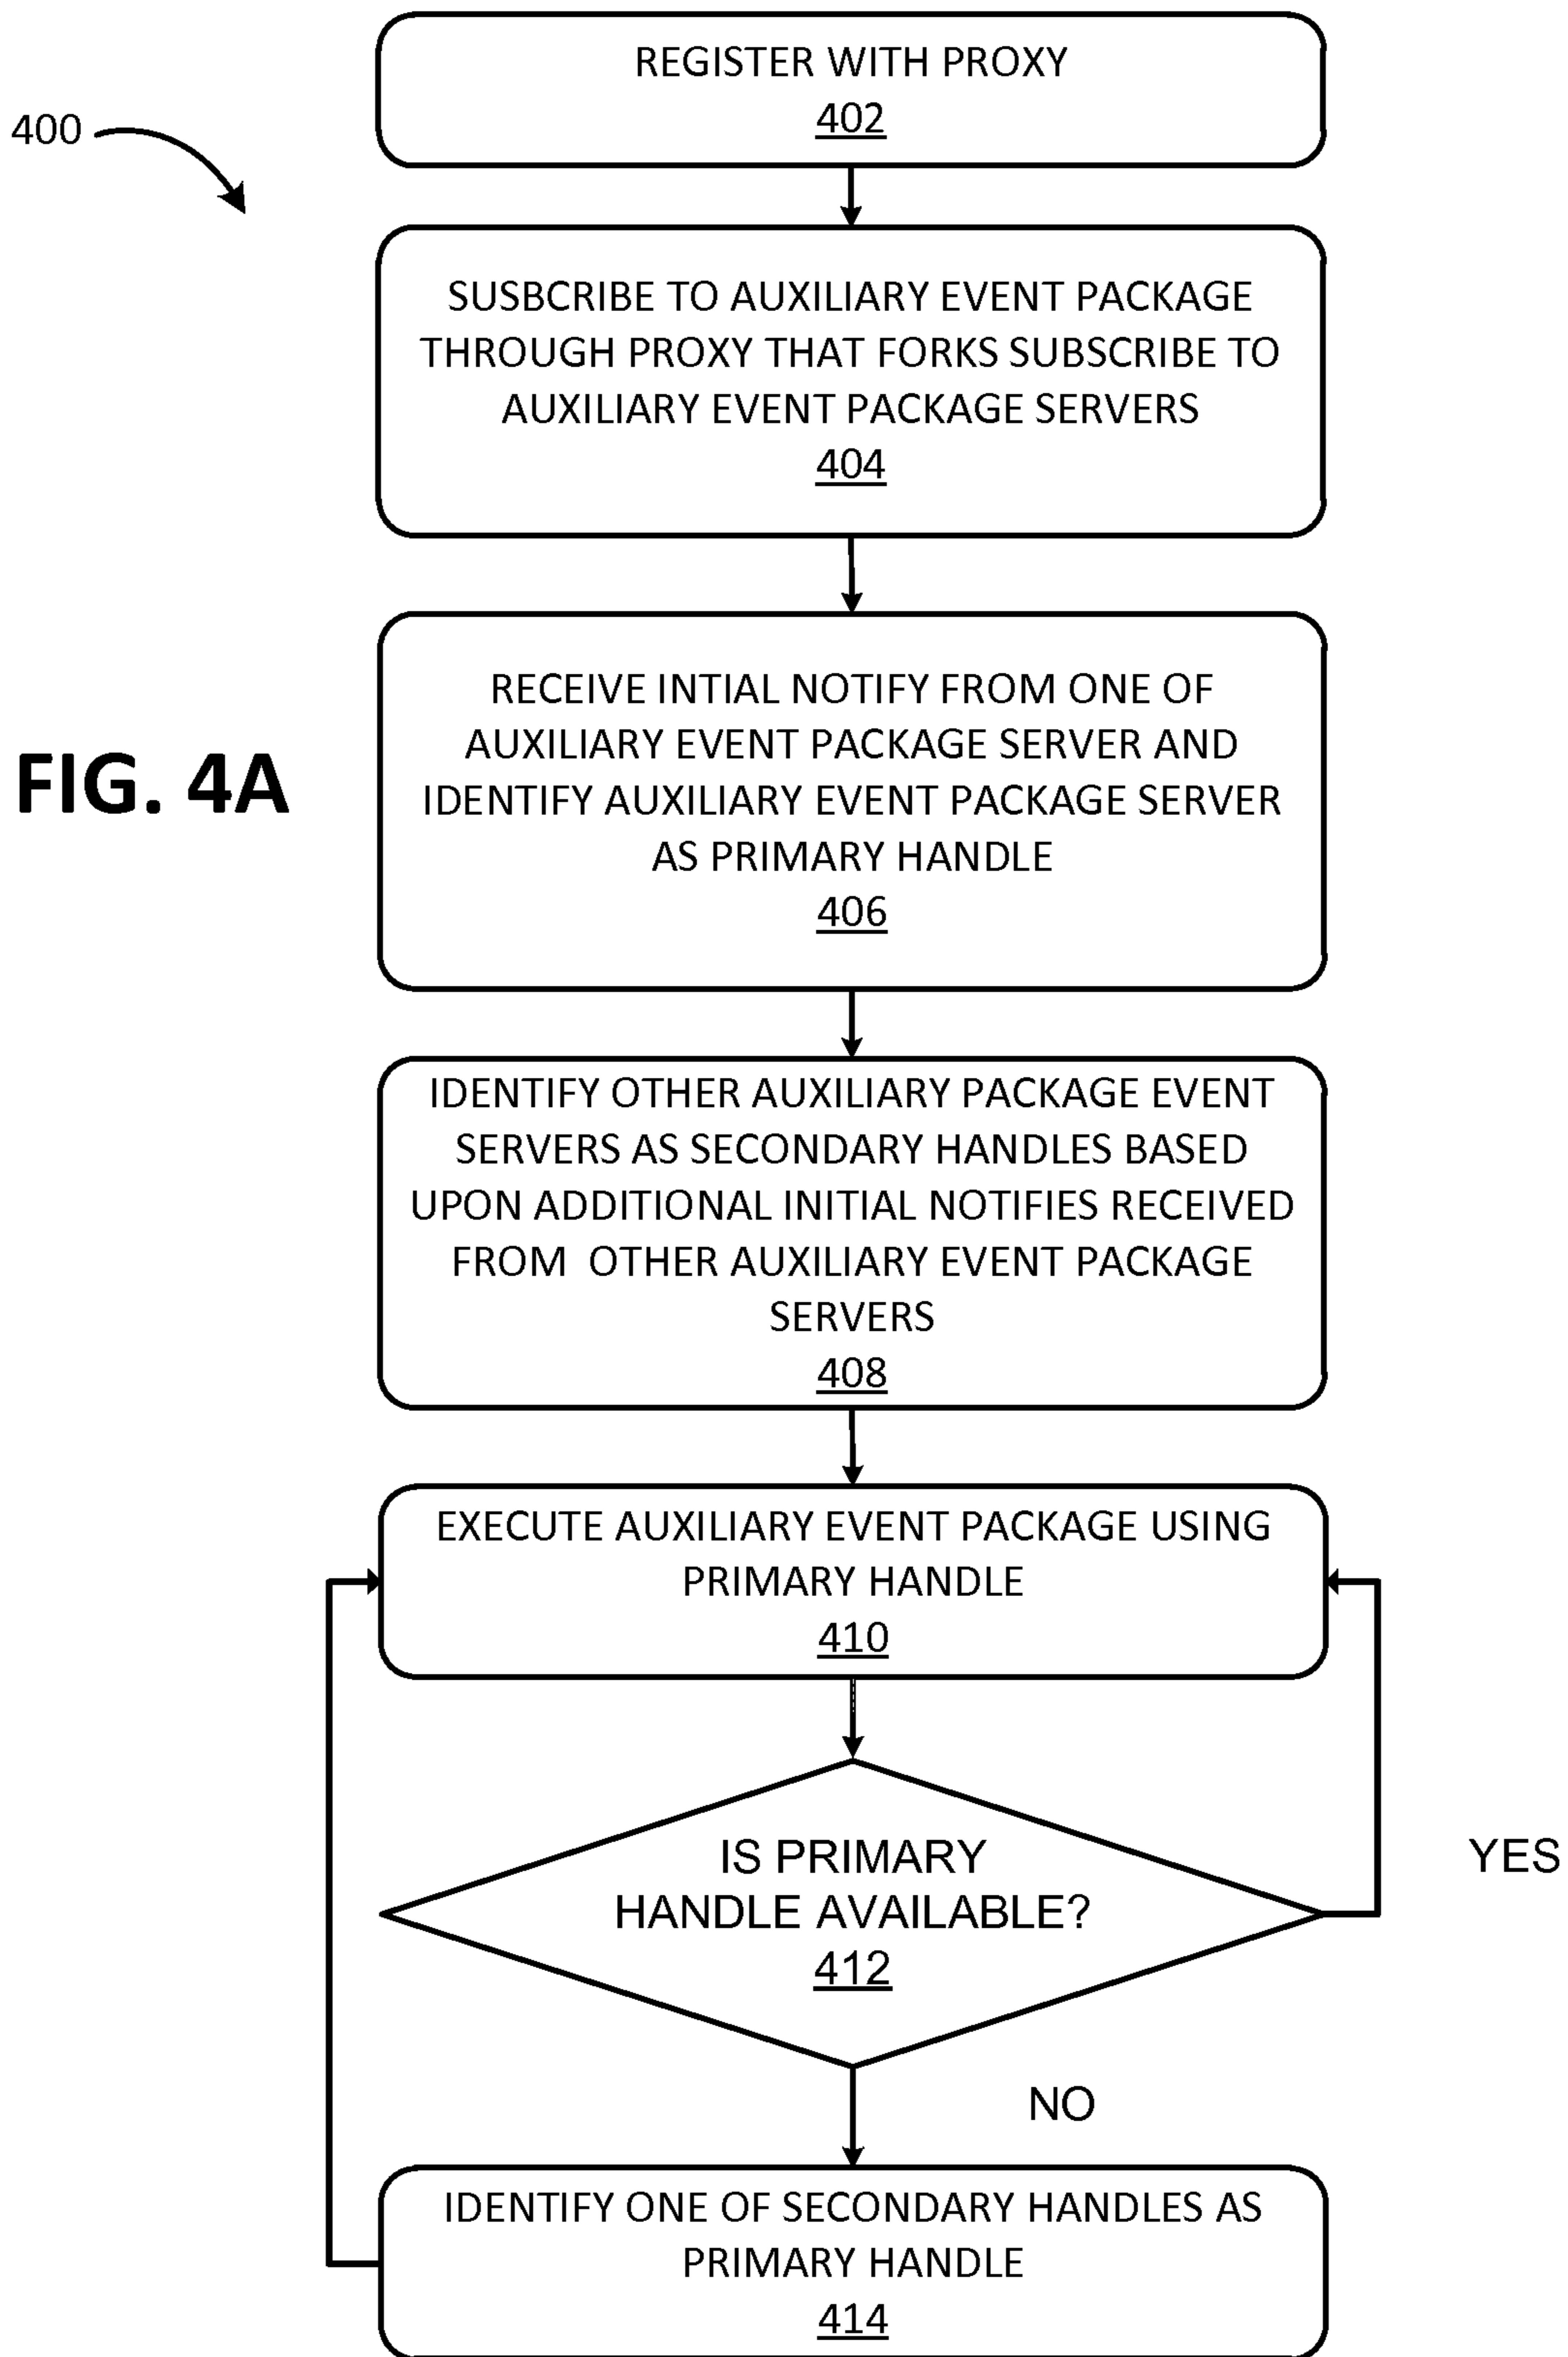 REGISTER WITH PROXY
402
400
SUSBCRIBE TO AUXILIARY EVENT PACKAGE
THROUGH PROXY THAT FORKS SUBSCRIBE TO
AUXILIARY EVENT PACKAGE SERVERS
404
RECEIVE INTIAL NOTIFY FROM ONE OF
AUXILIARY EVENT PACKAGE SERVER AND
IDENTIFY AUXILIARY EVENT PACKAGE SERVER
AS PRIMARY HANDLE
406
FIG. 4A
IDENTIFY OTHER AUXILIARY PACKAGE EVENT
SERVERS AS SECONDARY HANDLES BASED
UPON ADDITIONAL INITIAL NOTIFIES RECEIVED
FROM OTHER AUXILIARY EVENT PACKAGE
SERVERS
408
EXECUTE AUXILIARY EVENT PACKAGE USING
PRIMARY HANDLE
410
IS PRIMARY
HANDLE AVAILABLE?
412
YES
NO
IDENTIFY ONE OF SECONDARY HANDLES AS
PRIMARY HANDLE
414